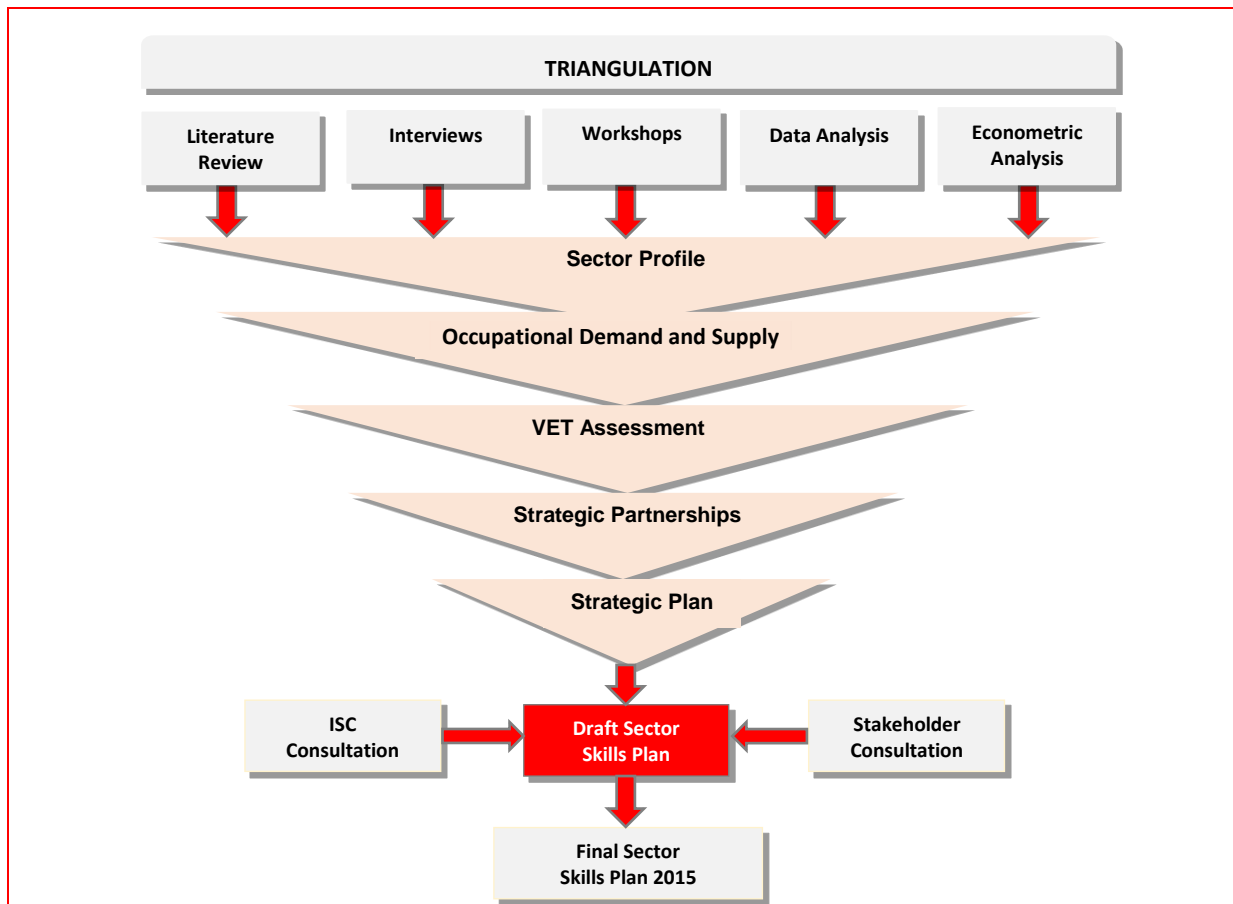 TRIANGULATION
Literature
Review
Interviews
Workshops
Data Analysis
Econometric
Analysis
Sector Profile
Occupational Demand and Supply
VET Assessment
Strategic Partnerships
Strategic Plan
ISC
Consultation
Draft Sector
Skills Plan
Stakeholder
Consultation
Final Sector
Skills Plan 2015